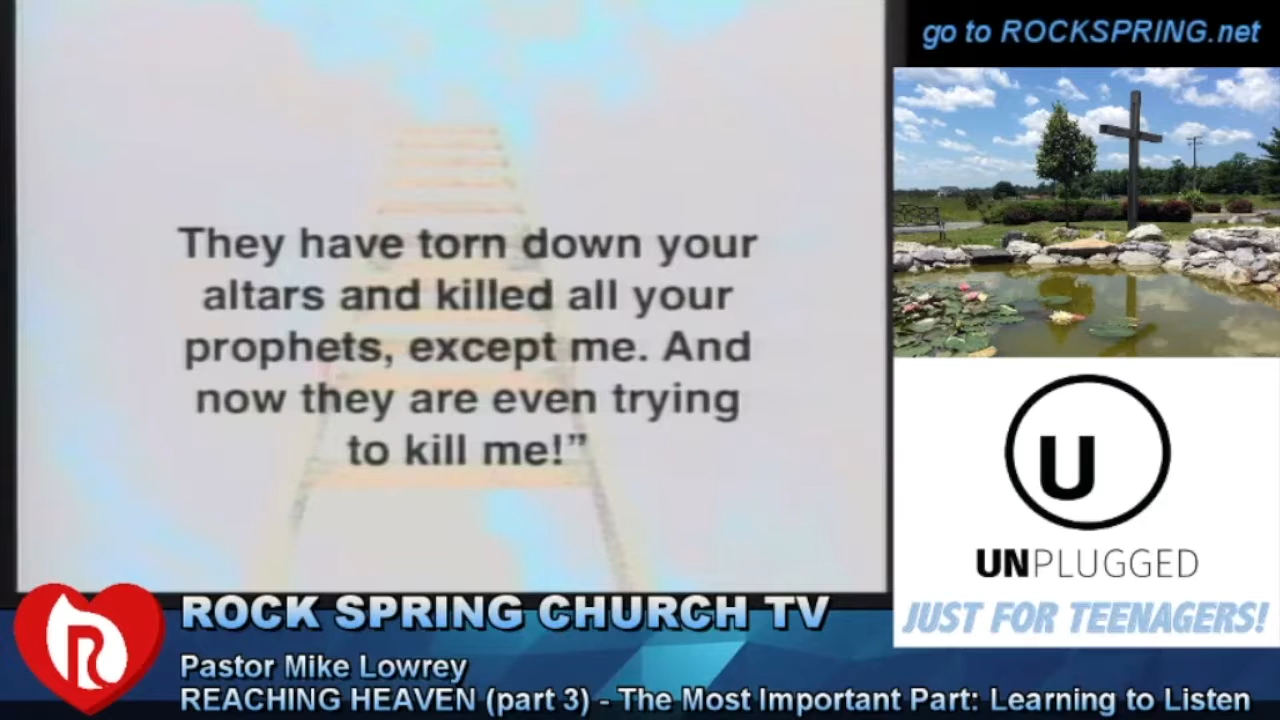 go to ROCKSPRING.net
They have torn down your
altars and killed all your
prophets, except me. And
now they are even trying
to kill me!”
U
UNPLUGGED
JUST FOR TEENAGERS!
R
ROCK SPRING CHURCH TV
Pastor Mike Lowrey
REACHING HEAVEN (part 3) - The Most Important Part: Learning to Listen